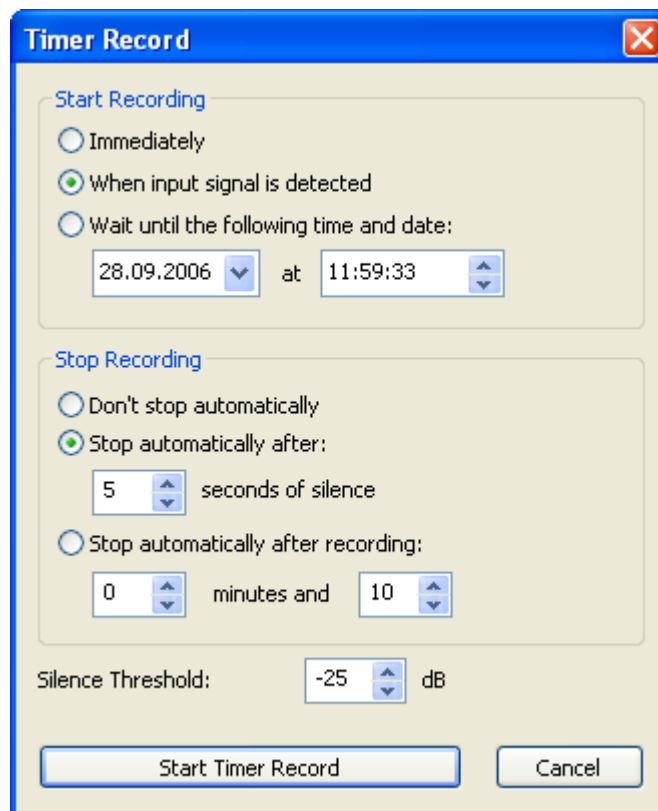 Timer Record
Start Recording
Immediately
When input signal is detected
Wait until the following time and date:
28.09.2006 at 11:59:33
Stop Recording
Don't stop automatically
Stop automatically after:
5 seconds of silence
Stop automatically after recording:
0 minutes and 10
Silence Threshold: -25 dB
Start Timer Record Cancel